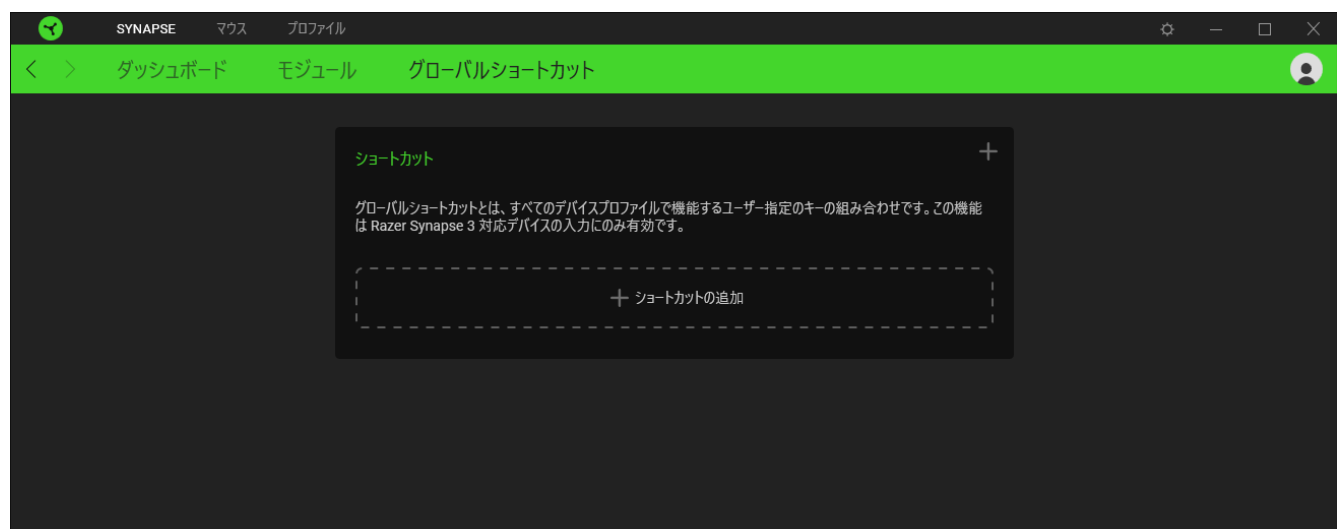 SYNAPSE マウス プロファイル
ダッシュボード モジュール グローバルショートカット
ショートカット
グローバルショートカットとは、すべてのデバイスプロファイルで機能するユーザー指定のキーの組み合わせです。この機能
は Razer Synapse 3 対応デバイスの入力にのみ有効です。
ショートカットの追加